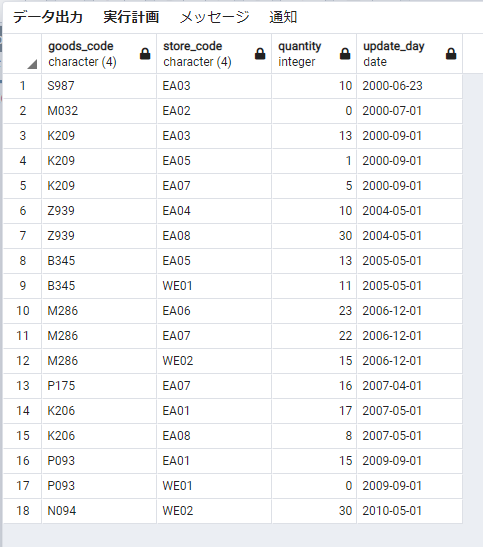 データ出力 実行計画 メッセージ 通知
goods_code store_code quantity update_day
character (4) character (4) integer date
1 S987 EA03 10 2000-06-23
2 M032 EA02 0 2000-07-01
3 K209 EA03 13 2000-09-01
4 K209 EA05 1 2000-09-01
5 K209 EA07 5 2000-09-01
6 Z939 EA04 10 2004-05-01
7 Z939 EA08 30 2004-05-01
8 B345 EA05 13 2005-05-01
9 B345 WE01 11 2005-05-01
10 M286 EA06 23 2006-12-01
11 M286 EA07 22 2006-12-01
12 M286 WE02 15 2006-12-01
13 P175 EA07 16 2007-04-01
14 K206 EA01 17 2007-05-01
15 K206 EA08 8 2007-05-01
16 P093 EA01 15 2009-09-01
17 P093 WE01 0 2009-09-01
18 N094 WE02 30 2010-05-01